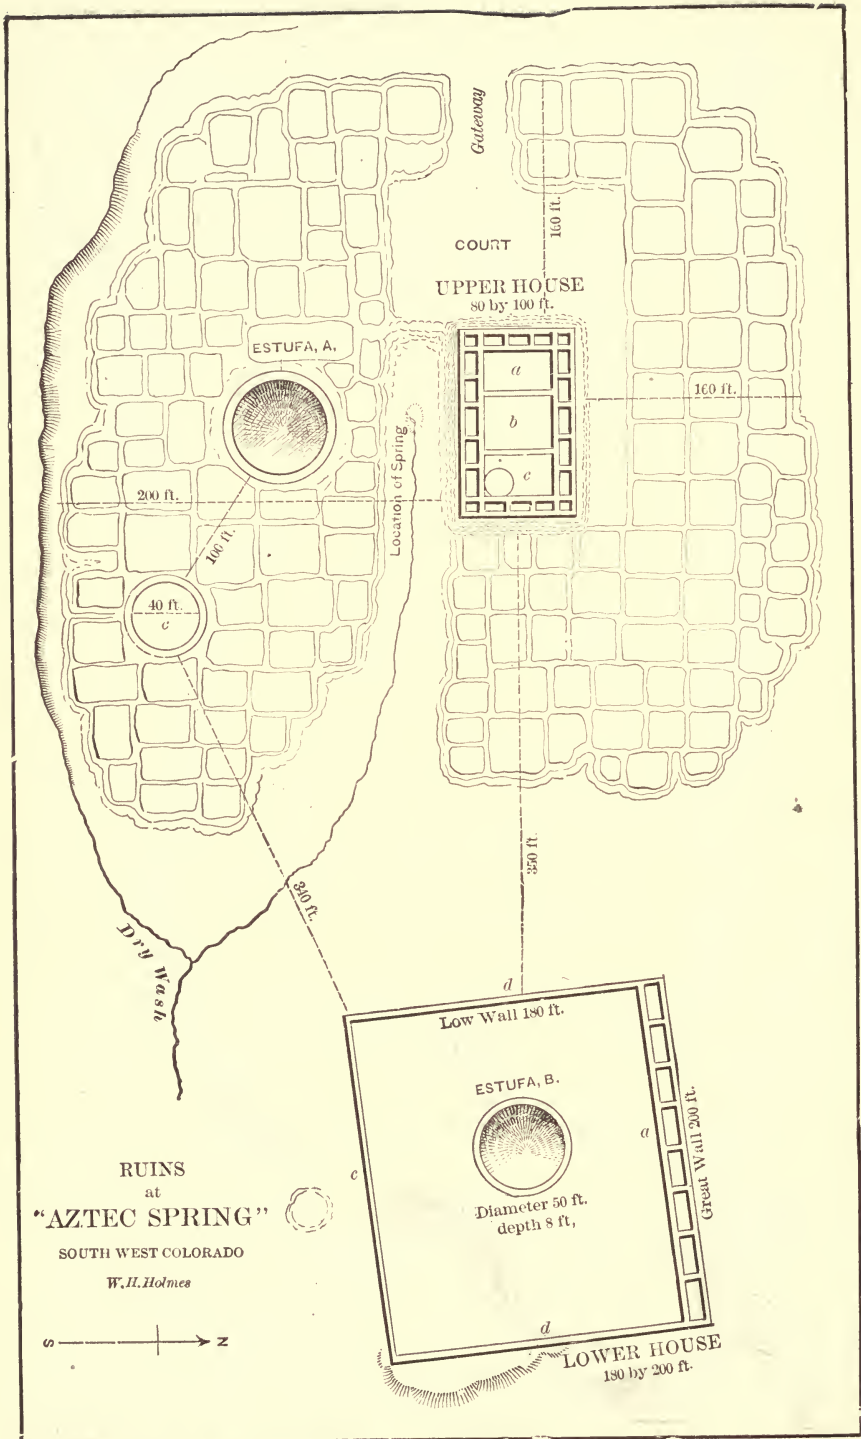 Gateway
160 ft.
COURT
UPPER HOUSE
80 by 100 ft.
ESTUFA, A.
a
160 ft.
b
Location of Spring
c
200 ft.
100 ft.
40 ft.
c
350 ft.
340 ft.
Dry Wash
d
Low Wall 180 ft.
ESTUFA, B.
a
Great Wall 200 ft.
c
Diameter 50 ft.
depth 8 ft,
RUINS
at
"AZTEC SPRING"
SOUTH WEST COLORADO
W.H.Holmes
S N
d
LOWER HOUSE
180 by 200 ft.